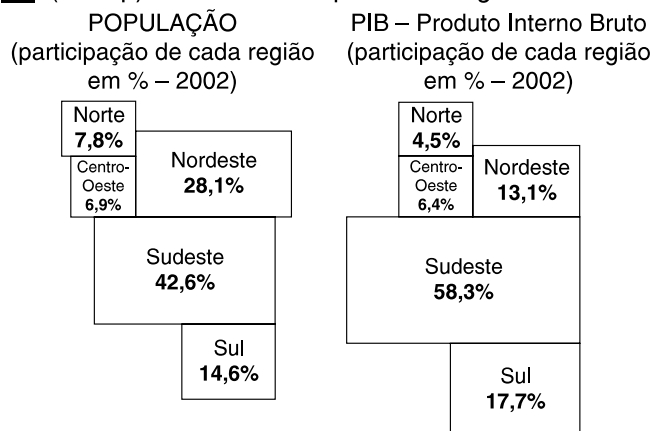 POPULAÇÃO
(participação de cada região
em % – 2002)
Norte
7,8%
Centro-
Oeste
6,9%
Nordeste
28,1%
Sudeste
42,6%
Sul
14,6%
PIB – Produto Interno Bruto
(participação de cada região
em % – 2002)
Norte
4,5%
Centro-
Oeste
6,4%
Nordeste
13,1%
Sudeste
58,3%
Sul
17,7%